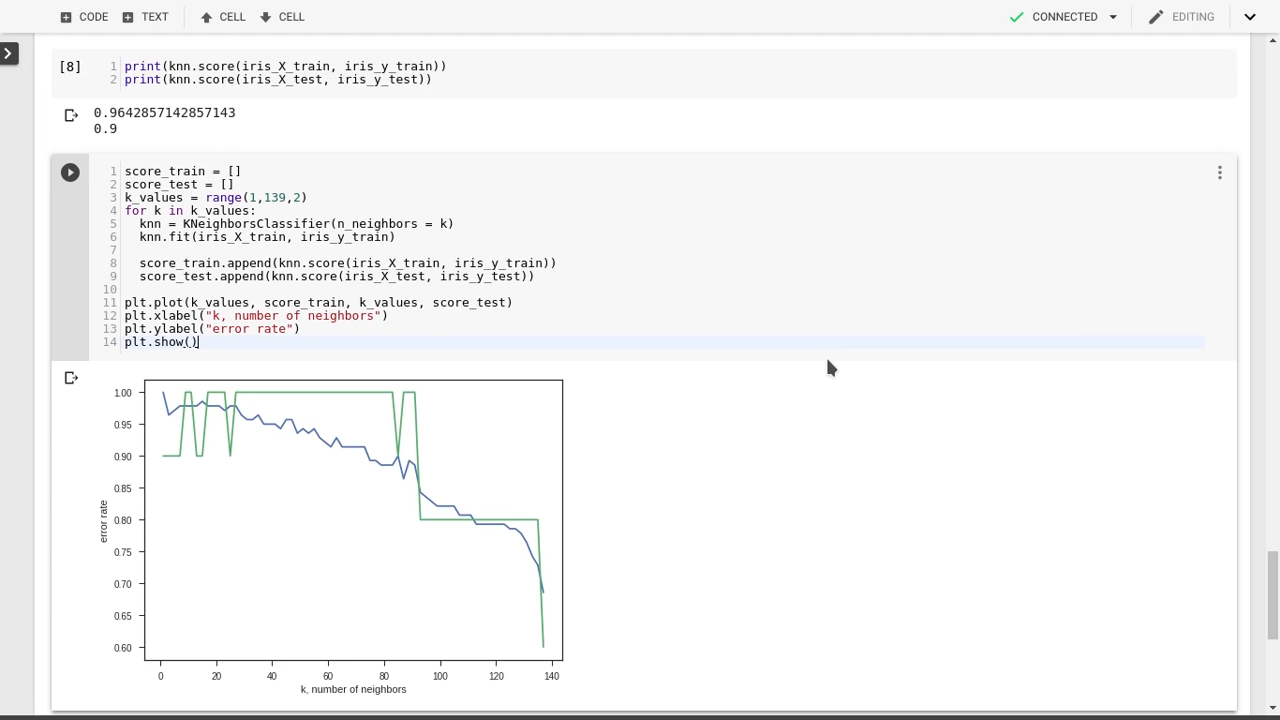 CODE TEXT CELL CELL CONNECTED EDITING
[8] 1 print(knn.score(iris_X_train, iris_y_train))
2 print(knn.score(iris_X_test, iris_y_test))
0.9642857142857143
0.9
1 score_train = []
2 score_test = []
3 k_values = range(1,139,2)
4 for k in k_values:
5 knn = KNeighborsClassifier(n_neighbors = k)
6 knn.fit(iris_X_train, iris_y_train)
7
8 score_train.append(knn.score(iris_X_train, iris_y_train))
9 score_test.append(knn.score(iris_X_test, iris_y_test))
10
11 plt.plot(k_values, score_train, k_values, score_test)
12 plt.xlabel("k, number of neighbors")
13 plt.ylabel("error rate")
14 plt.show()
1.00
0.95
0.90
0.85
0.80
0.75
0.70
0.65
0.60
error rate
0 20 40 60 80 100 120 140
k, number of neighbors